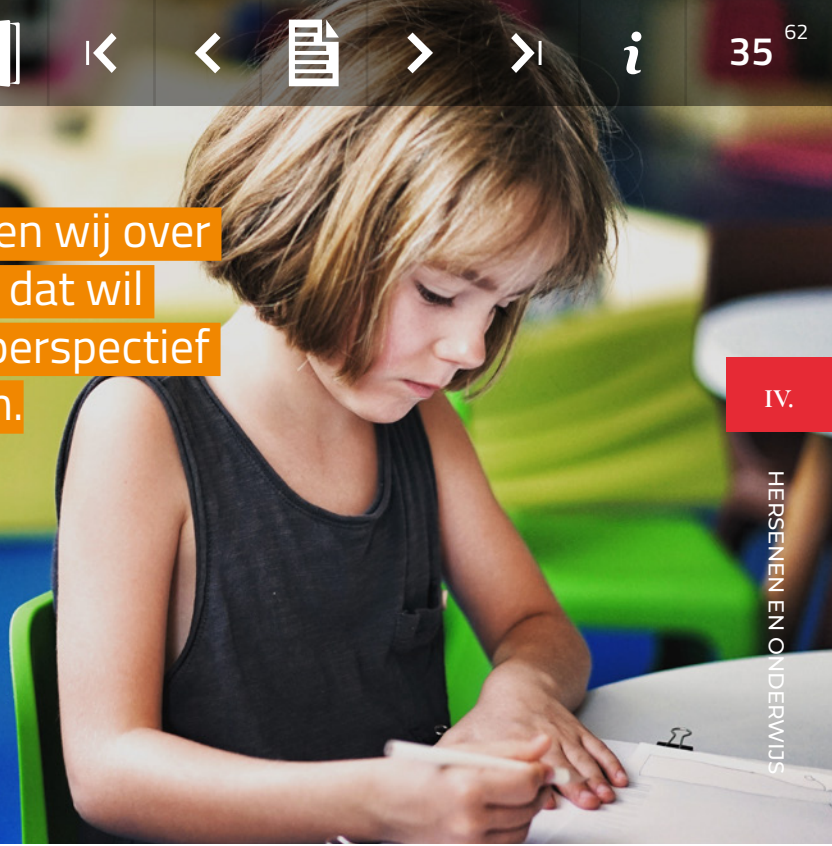 35 62
en wij over
dat wil
perspectief
n.
IV.
HERSENEN EN ONDERWIJS